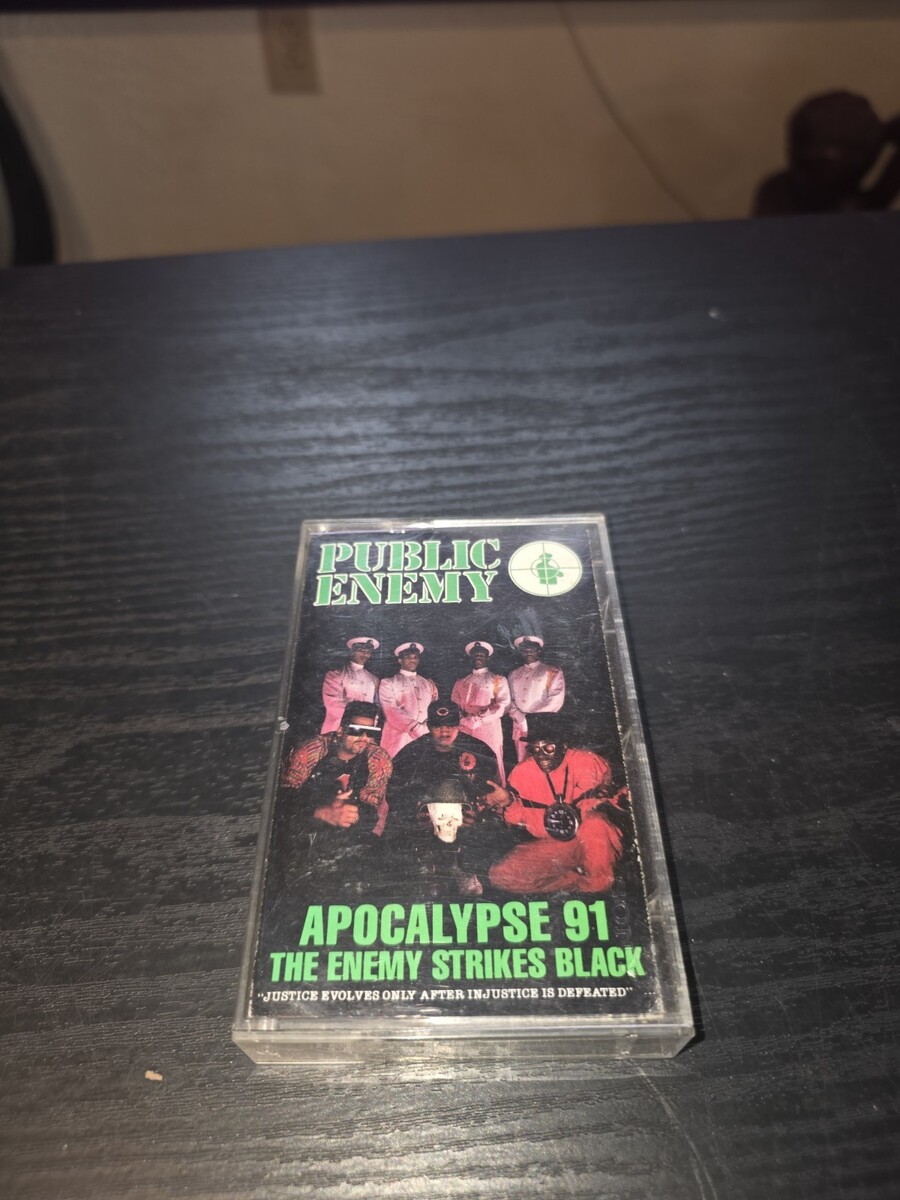 PUBLIC
ENEMY
APOCALYPSE 91
THE ENEMY STRIKES BLACK
"JUSTICE EVOLVES ONLY AFTER INJUSTICE IS DEFEATED"